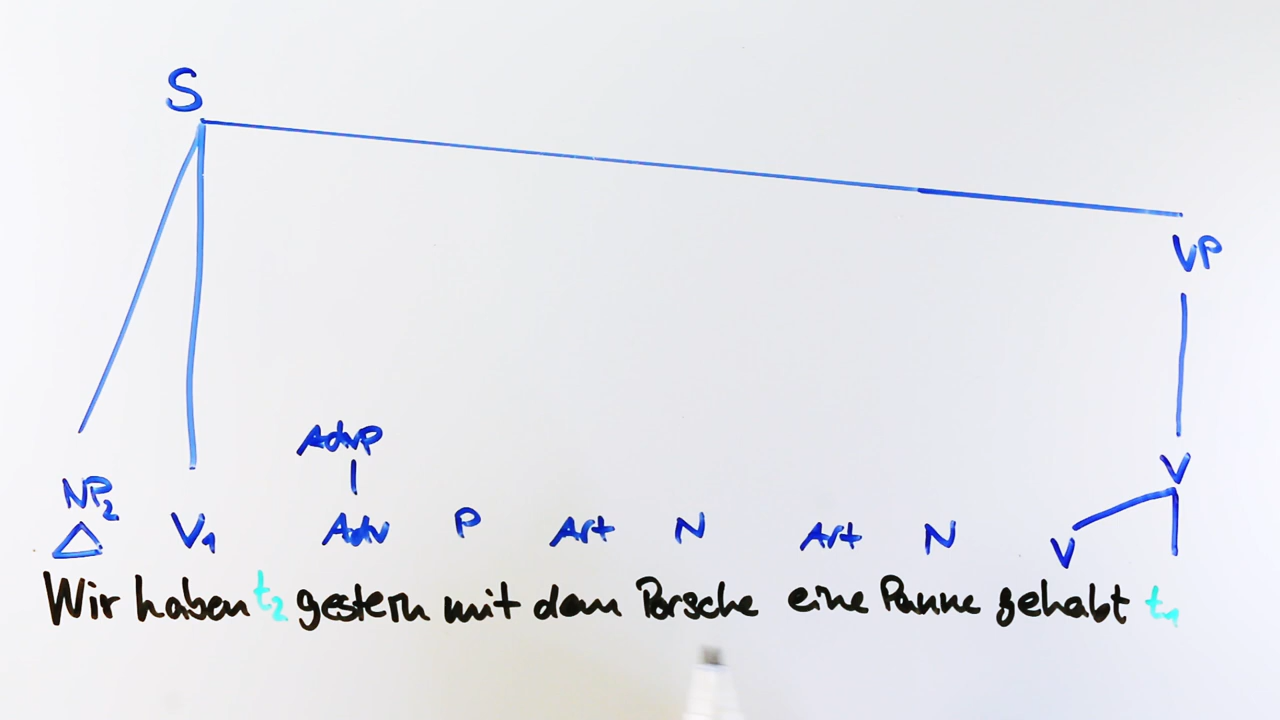 S
VP
AdvP
V
NP₂
V₁ Adv P Art N Art N V
Wir haben t₂ gestern mit dem Porsche eine Panne gehabt t₁